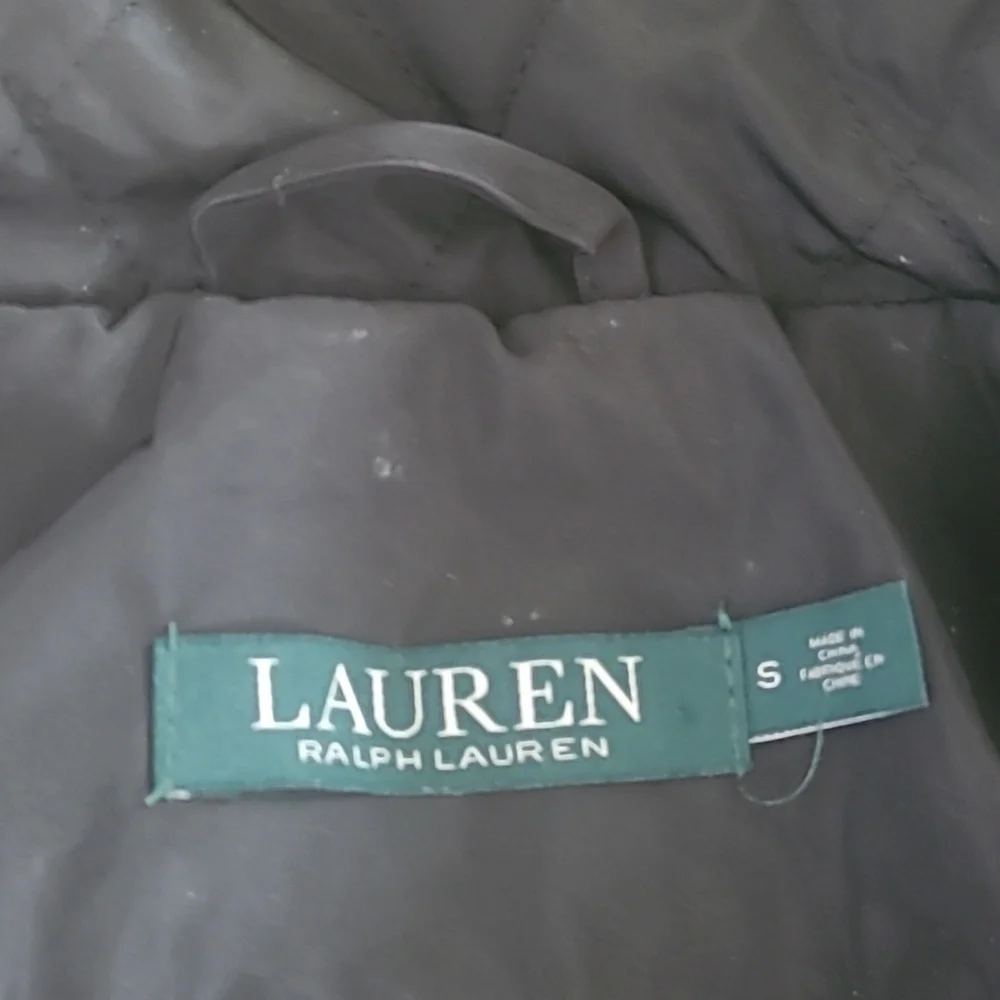 LAUREN
RALPH LAUREN
S
MADE IN
CHINA
FABRIQUÉ EN
CHINE